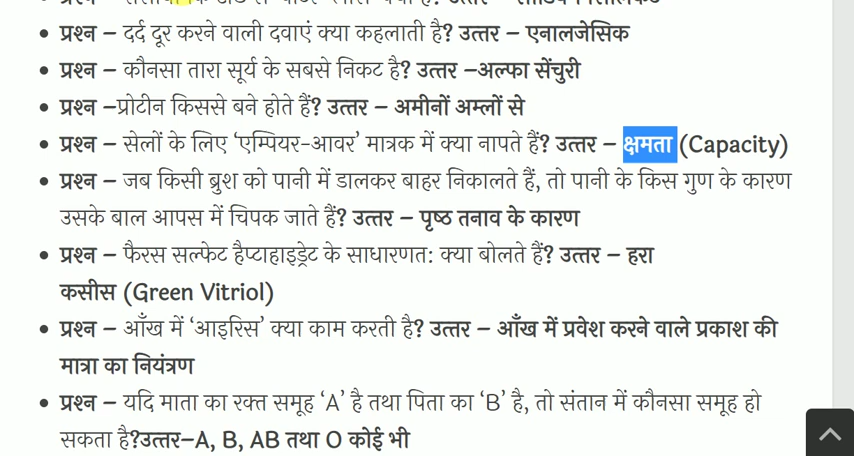 प्रश्न – दर्द दूर करने वाली दवाएं क्या कहलाती है? उत्तर – एनालजेसिक
प्रश्न – कौनसा तारा सूर्य के सबसे निकट है? उत्तर –अल्फा सेंचुरी
प्रश्न –प्रोटीन किससे बने होते हैं? उत्तर – अमीनों अम्लों से
प्रश्न – सेलों के लिए ‘एम्पियर-आवर’ मात्रक में क्या नापते हैं? उत्तर – क्षमता (Capacity)
प्रश्न – जब किसी ब्रुश को पानी में डालकर बाहर निकालते हैं, तो पानी के किस गुण के कारण
उसके बाल आपस में चिपक जाते हैं? उत्तर – पृष्ठ तनाव के कारण
प्रश्न – फैरस सल्फेट हैप्टाहाइड्रेट के साधारणत: क्या बोलते हैं? उत्तर – हरा
कसीस (Green Vitriol)
प्रश्न – आँख में ‘आइरिस’ क्या काम करती है? उत्तर – आँख में प्रवेश करने वाले प्रकाश की
मात्रा का नियंत्रण
प्रश्न – यदि माता का रक्त समूह ‘A’ है तथा पिता का ‘B’ है, तो संतान में कौनसा समूह हो
सकता है?उत्तर–A, B, AB तथा O कोई भी